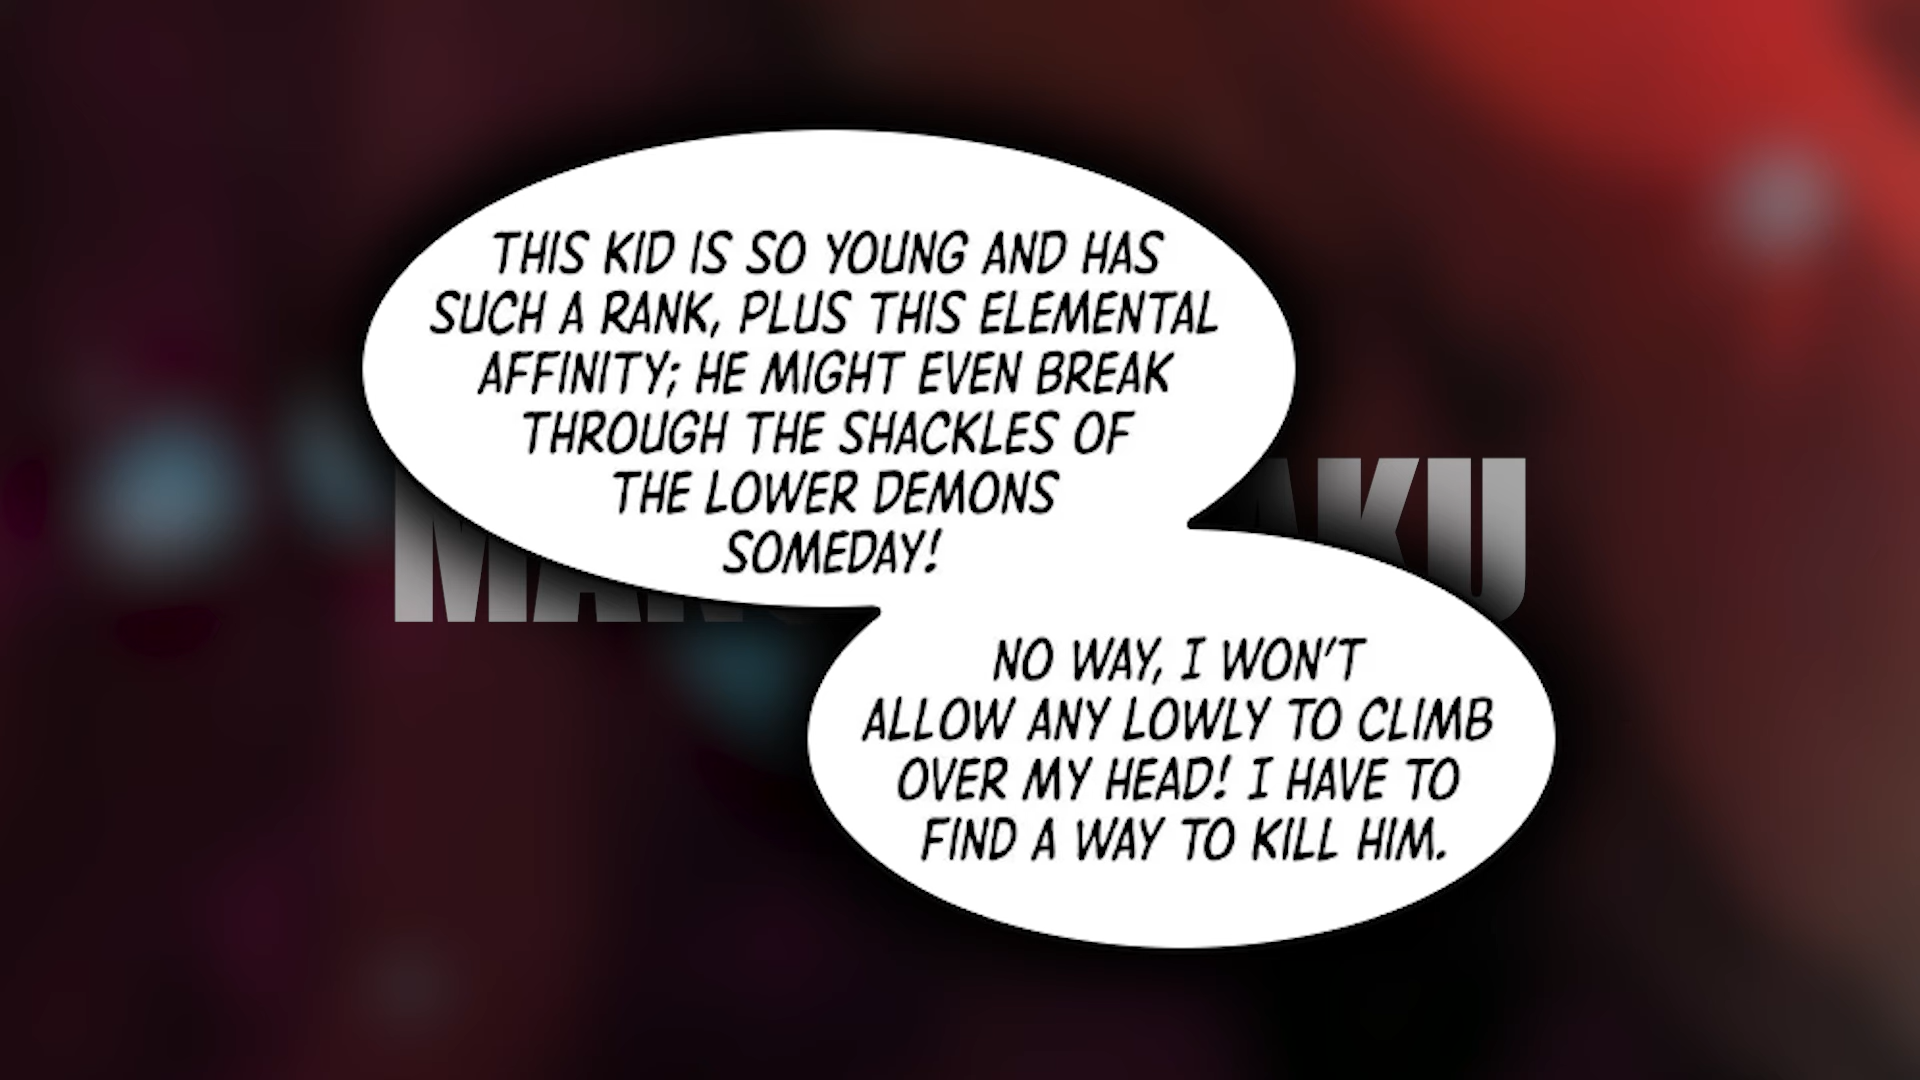 THIS KID IS SO YOUNG AND HAS
SUCH A RANK, PLUS THIS ELEMENTAL
AFFINITY; HE MIGHT EVEN BREAK
THROUGH THE SHACKLES OF
THE LOWER DEMONS
SOMEDAY!
NO WAY, I WON'T
ALLOW ANY LOWLY TO CLIMB
OVER MY HEAD! I HAVE TO
FIND A WAY TO KILL HIM.